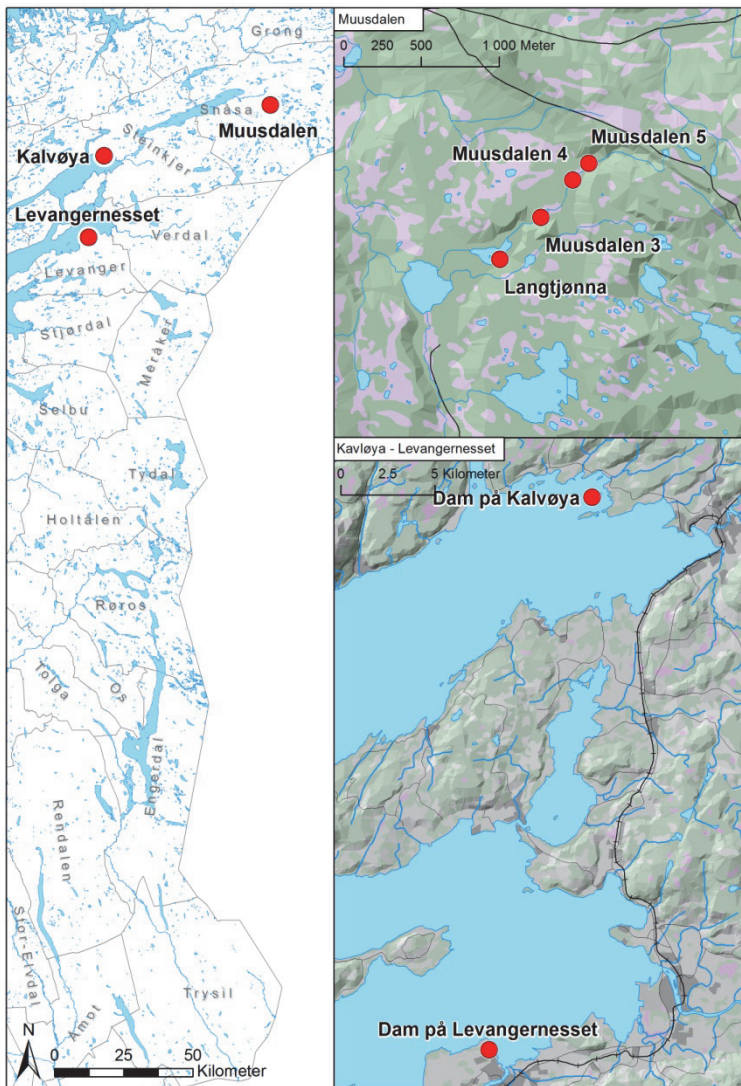 Grong
Snåsa
Muusdalen
Steinkjer
Kalvøya
Levangernesset
Verdal
Levanger
Stjørdal
Meråker
Selbu
Tydal
Holtålen
Røros
Tolga
Os
Engerdal
Rendalen
Stor-Elvdal
Trysil
Åmot
N
0 25 50
Kilometer
Muusdalen
0 250 500 1 000 Meter
Muusdalen 5
Muusdalen 4
Muusdalen 3
Langtjønna
Kavløya - Levangernesset
0 2.5 5 Kilometer
Dam på Kalvøya
Dam på Levangernesset